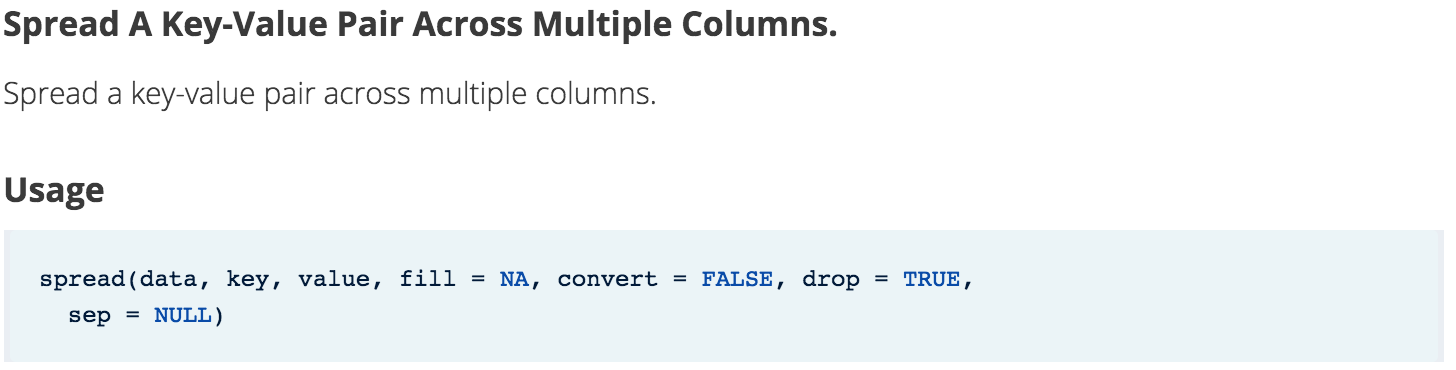 Spread A Key-Value Pair Across Multiple Columns.
Spread a key-value pair across multiple columns.
Usage
spread(data, key, value, fill = NA, convert = FALSE, drop = TRUE,
sep = NULL)